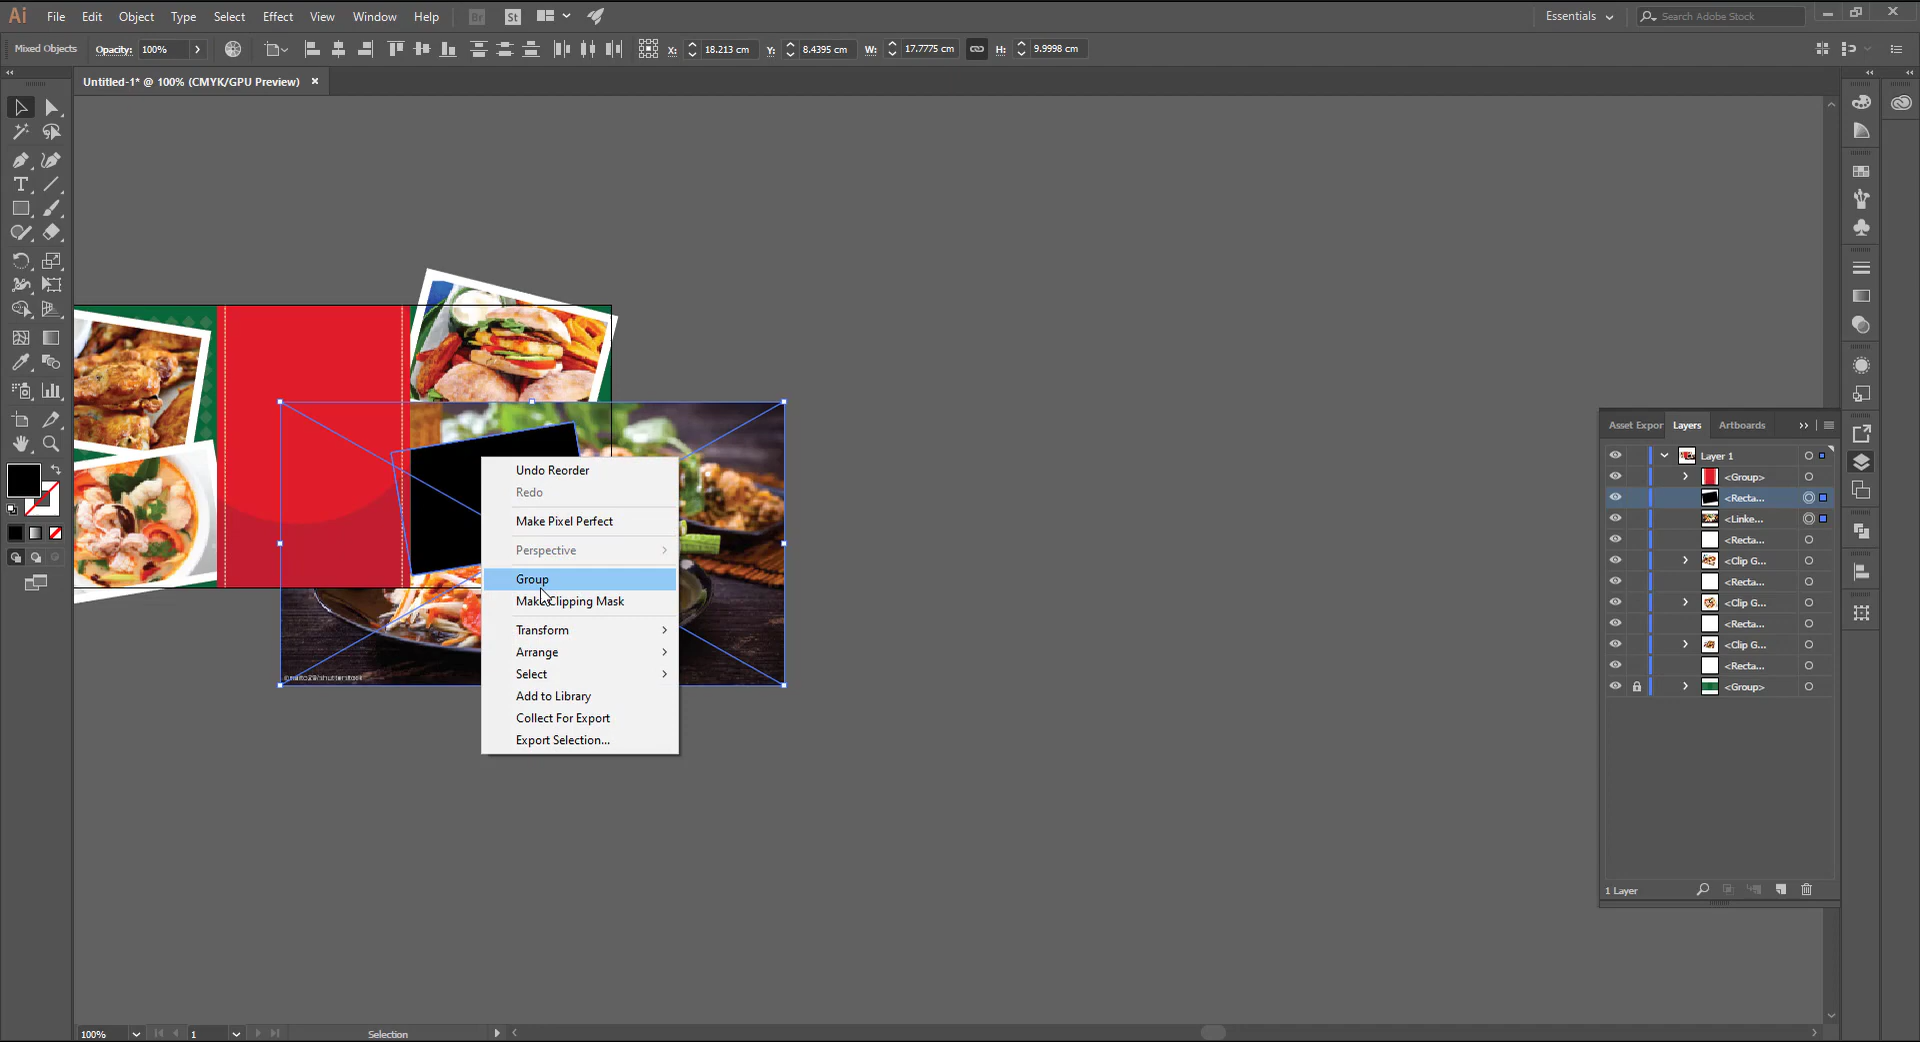 Ai File Edit Object Type Select Effect View Window Help Br St Essentials Search Adobe Stock
Mixed Objects Opacity: 100% X: 18.213 cm Y: 8.4395 cm W: 17.7775 cm H: 9.9998 cm
Untitled-1* @ 100% (CMYK/GPU Preview)
Undo Reorder
Redo
Make Pixel Perfect
Perspective
Group
Make Clipping Mask
Transform
Arrange
Select
Add to Library
Collect For Export
Export Selection...
Asset Expor Layers Artboards
Layer 1
<Group>
<Recta...
<Linke...
<Recta...
<Clip G...
<Recta...
<Clip G...
<Recta...
<Clip G...
<Recta...
<Group>
1 Layer
100% 1 Selection